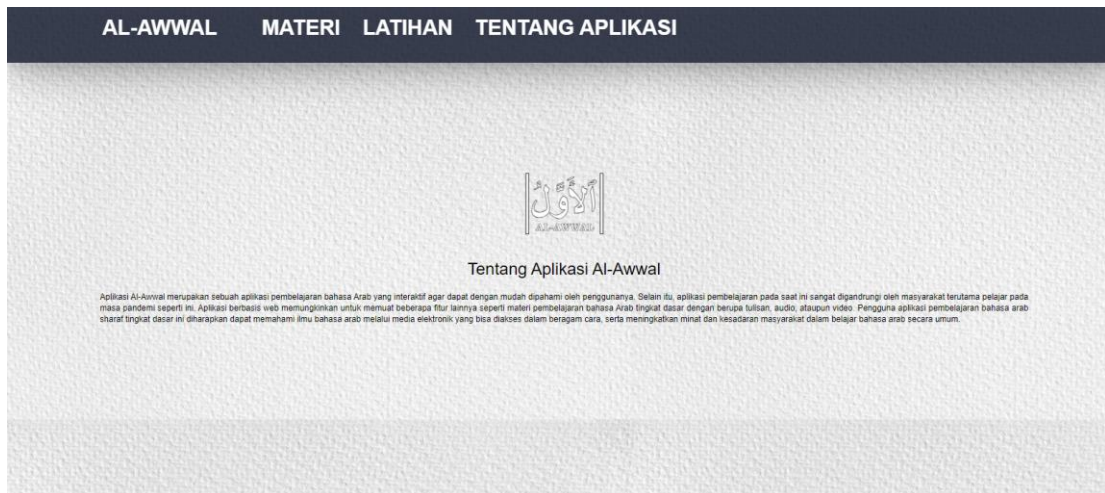 AL-AWWAL MATERI LATIHAN TENTANG APLIKASI
اَلْأَوَّلُ
AL-AWWAL
Tentang Aplikasi Al-Awwal
Aplikasi Al-Awwal merupakan sebuah aplikasi pembelajaran bahasa Arab yang interaktif agar dapat dengan mudah dipahami oleh penggunanya. Selain itu, aplikasi pembelajaran pada saat ini sangat digandrungi oleh masyarakat terutama pelajar pada
masa pandemi seperti ini. Aplikasi berbasis web memungkinkan untuk memuat beberapa fitur lainnya seperti materi pembelajaran bahasa Arab tingkat dasar dengan berupa tulisan, audio, ataupun video. Pengguna aplikasi pembelajaran bahasa arab
sharaf tingkat dasar ini diharapkan dapat memahami ilmu bahasa arab melalui media elektronik yang bisa diakses dalam beragam cara, serta meningkatkan minat dan kesadaran masyarakat dalam belajar bahasa arab secara umum.